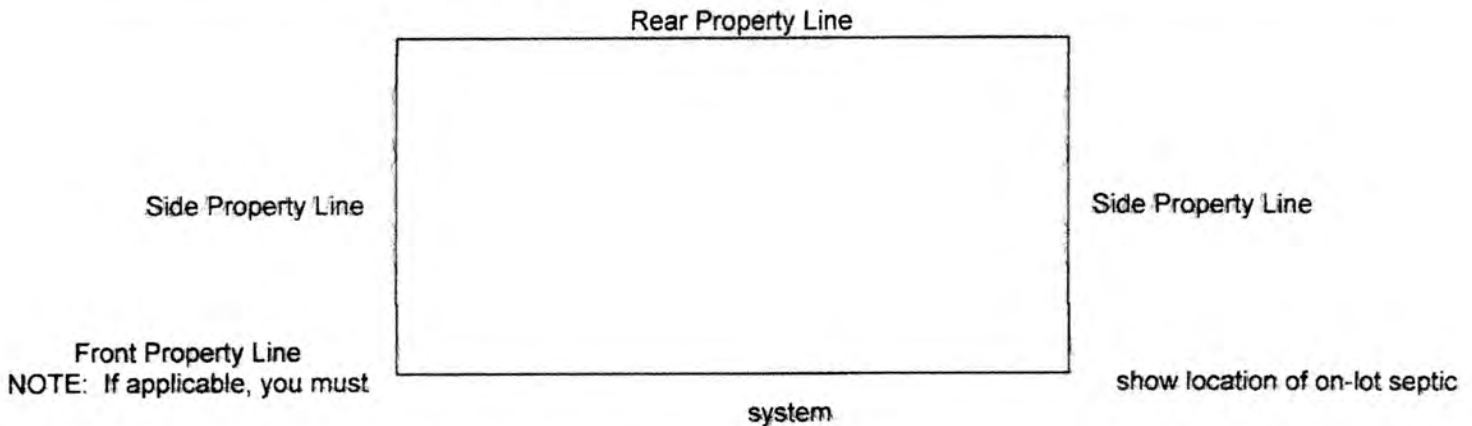 Rear Property Line
Side Property Line
Side Property Line
Front Property Line
NOTE: If applicable, you must show location of on-lot septic
system